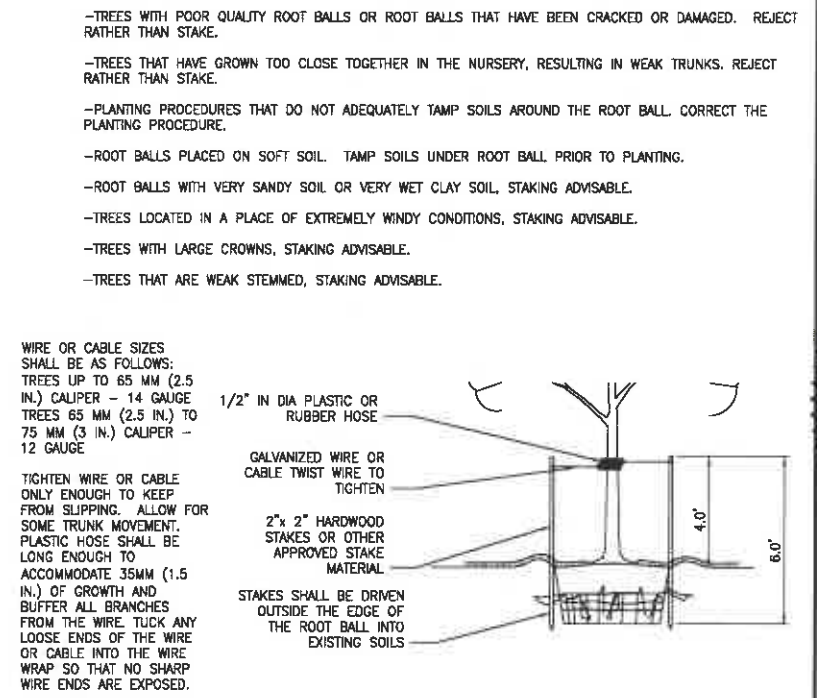 -TREES WITH POOR QUALITY ROOT BALLS OR ROOT BALLS THAT HAVE BEEN CRACKED OR DAMAGED. REJECT
RATHER THAN STAKE.
-TREES THAT HAVE GROWN TOO CLOSE TOGETHER IN THE NURSERY, RESULTING IN WEAK TRUNKS. REJECT
RATHER THAN STAKE.
-PLANTING PROCEDURES THAT DO NOT ADEQUATELY TAMP SOILS AROUND THE ROOT BALL. CORRECT THE
PLANTING PROCEDURE.
-ROOT BALLS PLACED ON SOFT SOIL. TAMP SOILS UNDER ROOT BALL PRIOR TO PLANTING.
-ROOT BALLS WITH VERY SANDY SOIL OR VERY WET CLAY SOIL, STAKING ADVISABLE.
-TREES LOCATED IN A PLACE OF EXTREMELY WINDY CONDITIONS, STAKING ADVISABLE.
-TREES WITH LARGE CROWNS, STAKING ADVISABLE.
-TREES THAT ARE WEAK STEMMED, STAKING ADVISABLE.
WIRE OR CABLE SIZES
SHALL BE AS FOLLOWS:
TREES UP TO 65 MM (2.5
IN.) CALIPER - 14 GAUGE
TREES 65 MM (2.5 IN.) TO
75 MM (3 IN.) CALIPER -
12 GAUGE
TIGHTEN WIRE OR CABLE
ONLY ENOUGH TO KEEP
FROM SLIPPING. ALLOW FOR
SOME TRUNK MOVEMENT.
PLASTIC HOSE SHALL BE
LONG ENOUGH TO
ACCOMMODATE 35MM (1.5
IN.) OF GROWTH AND
BUFFER ALL BRANCHES
FROM THE WIRE. TUCK ANY
LOOSE ENDS OF THE WIRE
OR CABLE INTO THE WIRE
WRAP SO THAT NO SHARP
WIRE ENDS ARE EXPOSED.
1/2" IN DIA PLASTIC OR
RUBBER HOSE
GALVANIZED WIRE OR
CABLE TWIST WIRE TO
TIGHTEN
2"x 2" HARDWOOD
STAKES OR OTHER
APPROVED STAKE
MATERIAL
STAKES SHALL BE DRIVEN
OUTSIDE THE EDGE OF
THE ROOT BALL INTO
EXISTING SOILS
4.0'
6.0'